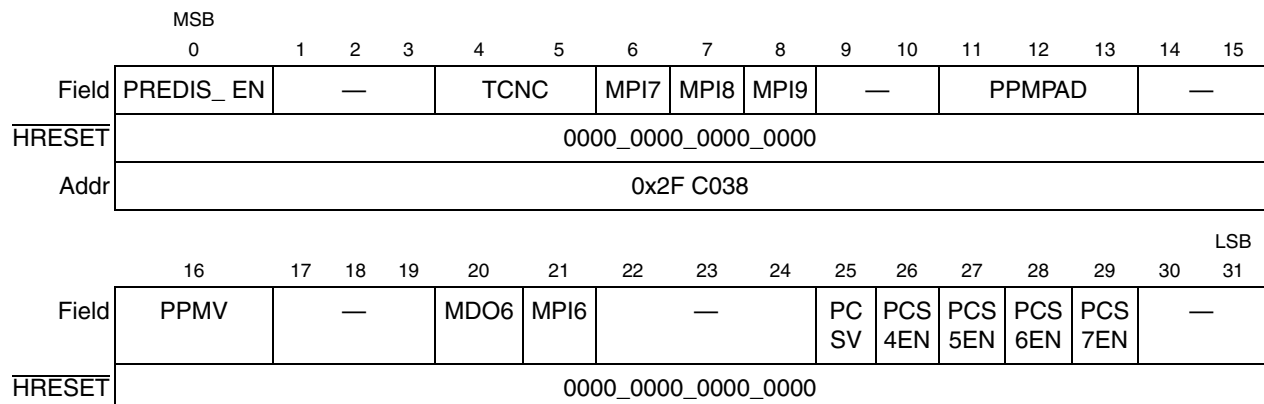 MSB
0 1 2 3 4 5 6 7 8 9 10 11 12 13 14 15
Field PREDIS_ EN — TCNC MPI7 MPI8 MPI9 — PPMPAD —
HRESET 0000_0000_0000_0000
Addr 0x2F C038
LSB
16 17 18 19 20 21 22 23 24 25 26 27 28 29 30 31
Field PPMV — MDO6 MPI6 — PC PCS PCS PCS PCS —
SV 4EN 5EN 6EN 7EN
HRESET 0000_0000_0000_0000